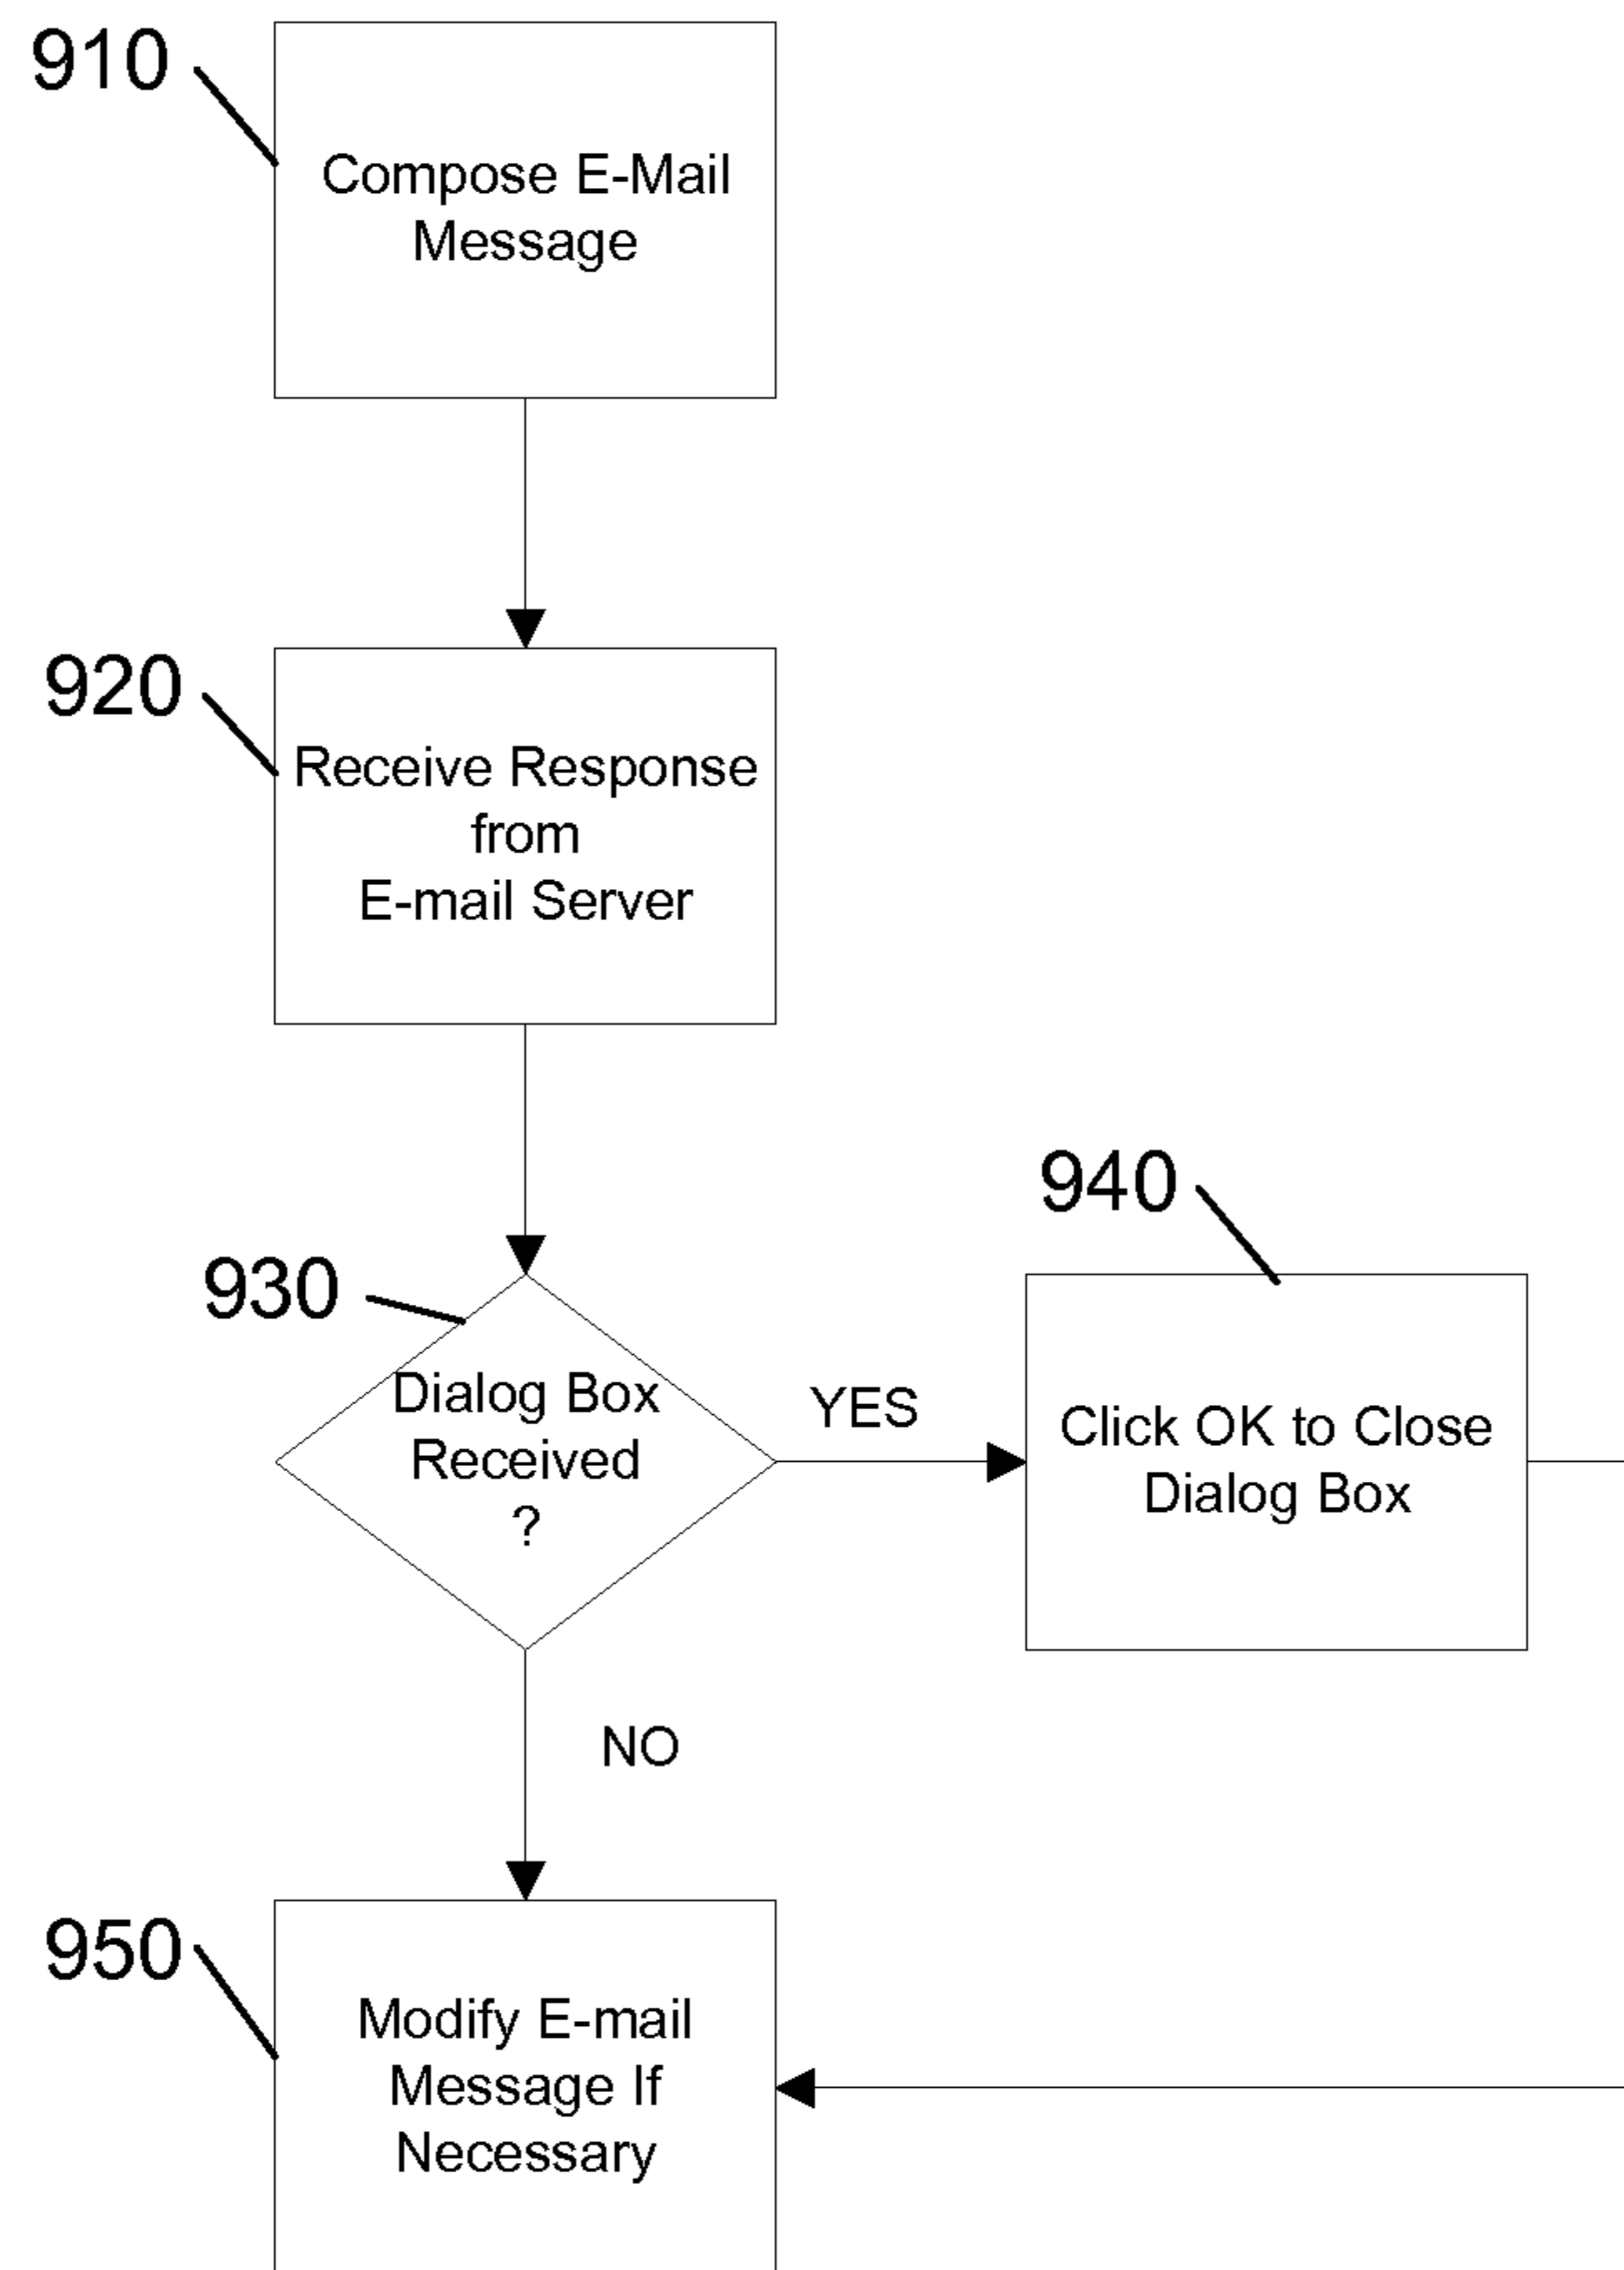 910
Compose E-Mail
Message
920
Receive Response
from
E-mail Server
930
Dialog Box
Received
?
YES
940
Click OK to Close
Dialog Box
NO
950
Modify E-mail
Message If
Necessary